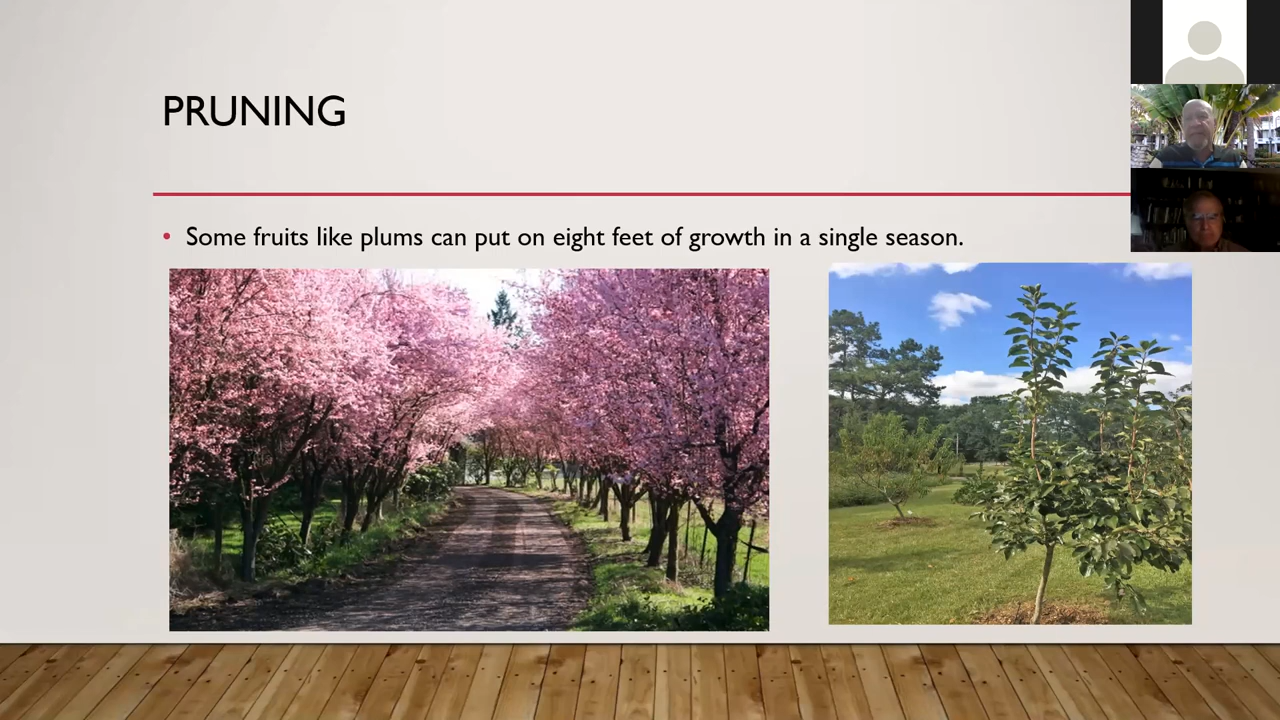 PRUNING
• Some fruits like plums can put on eight feet of growth in a single season.